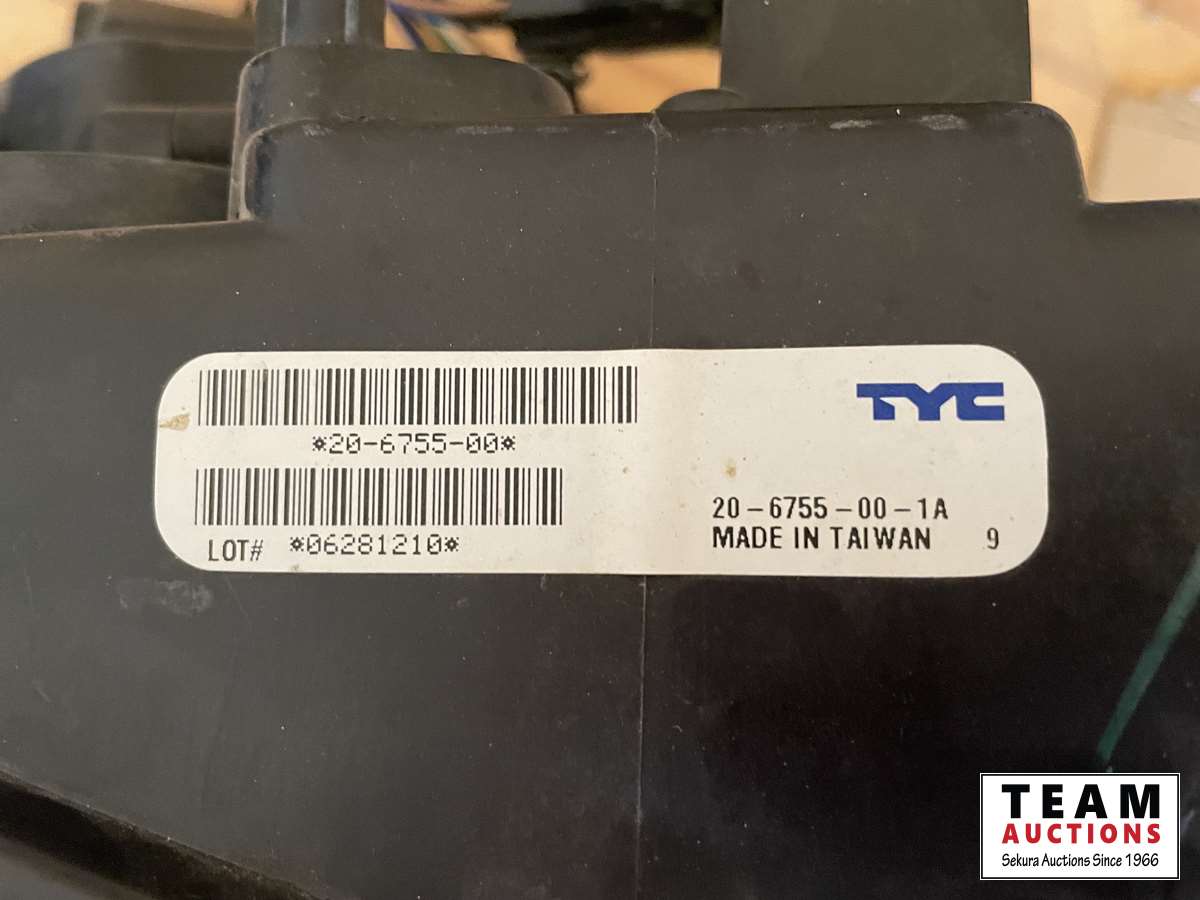 TYC
*20-6755-00*
20-6755-00-1A
LOT# *06281210*
MADE IN TAIWAN 9
TEAM
AUCTIONS
Sekura Auctions Since 1966